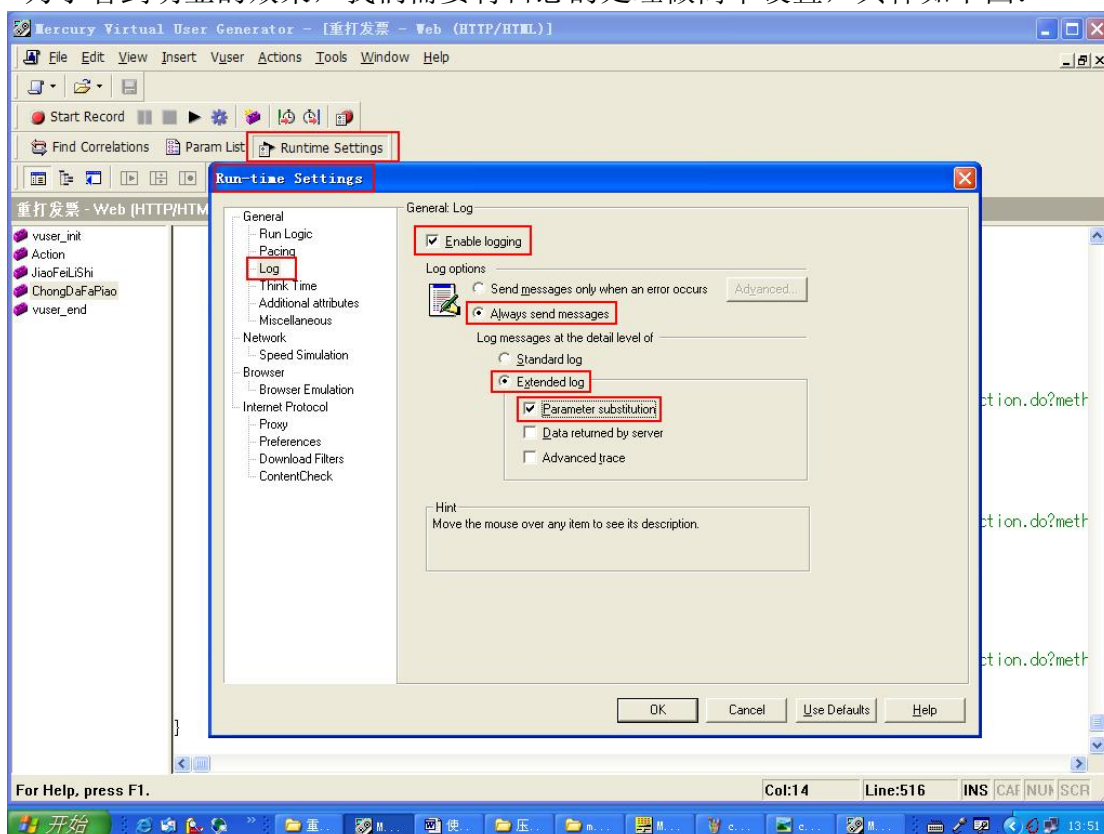 Mercury Virtual User Generator - [重打发票 - Web (HTTP/HTML)]
File Edit View Insert Vuser Actions Tools Window Help
Start Record
Find Correlations Param List Runtime Settings
Run-time Settings
重打发票 - Web (HTTP/HTM
vuser_init
Action
JiaoFeiLiShi
ChongDaFaPiao
vuser_end
General
Run Logic
Pacing
Log
Think Time
Additional attributes
Miscellaneous
Network
Speed Simulation
Browser
Browser Emulation
Internet Protocol
Proxy
Preferences
Download Filters
ContentCheck
General: Log
Enable logging
Log options
Send messages only when an error occurs Advanced...
Always send messages
Log messages at the detail level of
Standard log
Extended log
Parameter substitution
Data returned by server
Advanced trace
Hint
Move the mouse over any item to see its description.
ction.do?meth
ction.do?meth
ction.do?meth
}
OK Cancel Use Defaults Help
For Help, press F1. Col:14 Line:516 INS CAP NUM SCR
开始 重... M... 使... 压... m... M... c... c... M... 13:51